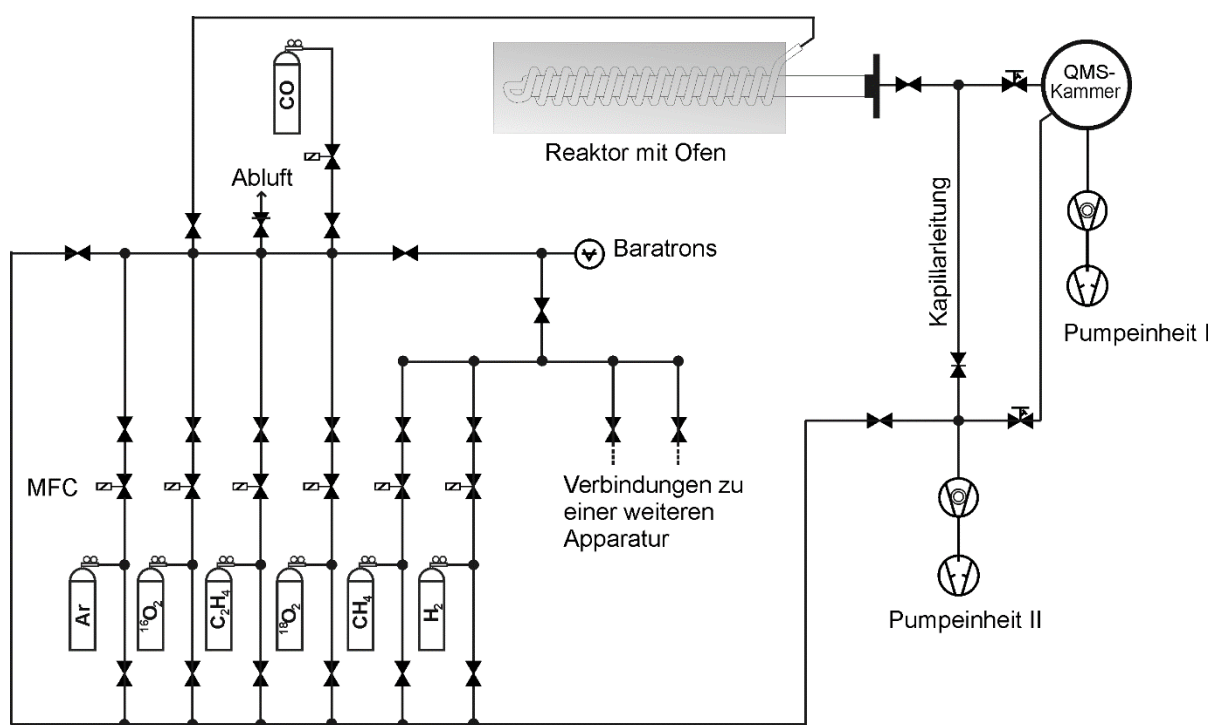 CO
QMS-
Kammer
Reaktor mit Ofen
Abluft
Kapillarleitung
Baratrons
Pumpeinheit I
MFC
Verbindungen zu
einer weiteren
Apparatur
Ar
¹⁶O₂
C₂H₄
¹⁸O₂
CH₄
H₂
Pumpeinheit II